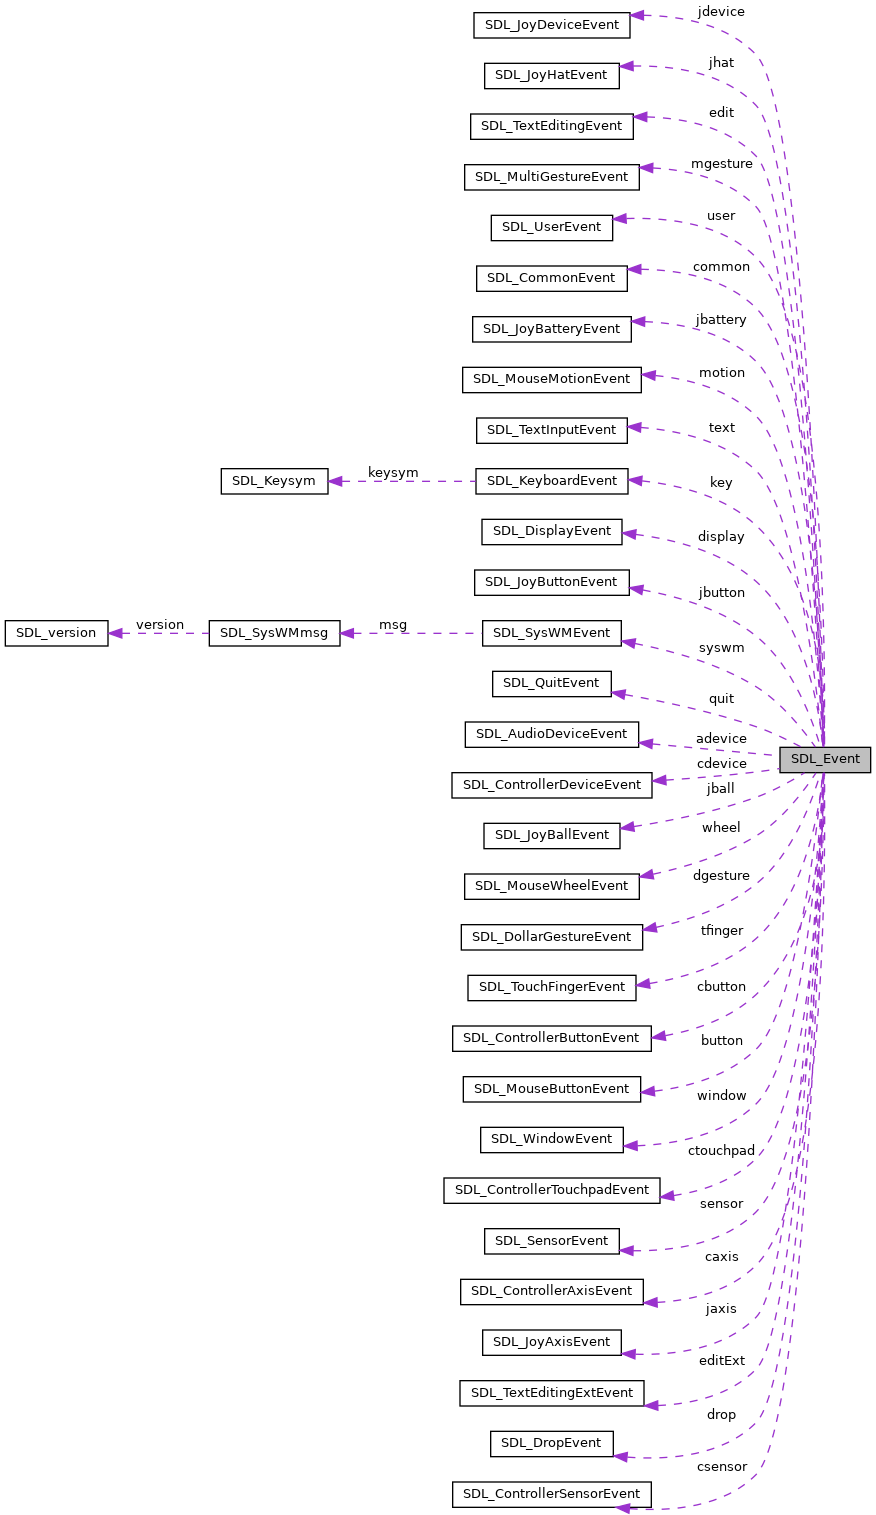 jdevice
SDL_JoyDeviceEvent
jhat
SDL_JoyHatEvent
edit
SDL_TextEditingEvent
mgesture
SDL_MultiGestureEvent
user
SDL_UserEvent
common
SDL_CommonEvent
jbattery
SDL_JoyBatteryEvent
motion
SDL_MouseMotionEvent
text
SDL_TextInputEvent
keysym
SDL_Keysym
SDL_KeyboardEvent
key
SDL_DisplayEvent
display
SDL_JoyButtonEvent
jbutton
SDL_version
version
SDL_SysWMmsg
msg
SDL_SysWMEvent
syswm
SDL_QuitEvent
quit
SDL_AudioDeviceEvent
adevice
SDL_Event
cdevice
SDL_ControllerDeviceEvent
jball
SDL_JoyBallEvent
wheel
SDL_MouseWheelEvent
dgesture
SDL_DollarGestureEvent
tfinger
SDL_TouchFingerEvent
cbutton
SDL_ControllerButtonEvent
button
SDL_MouseButtonEvent
window
SDL_WindowEvent
ctouchpad
SDL_ControllerTouchpadEvent
sensor
SDL_SensorEvent
caxis
SDL_ControllerAxisEvent
jaxis
SDL_JoyAxisEvent
editExt
SDL_TextEditingExtEvent
drop
SDL_DropEvent
csensor
SDL_ControllerSensorEvent